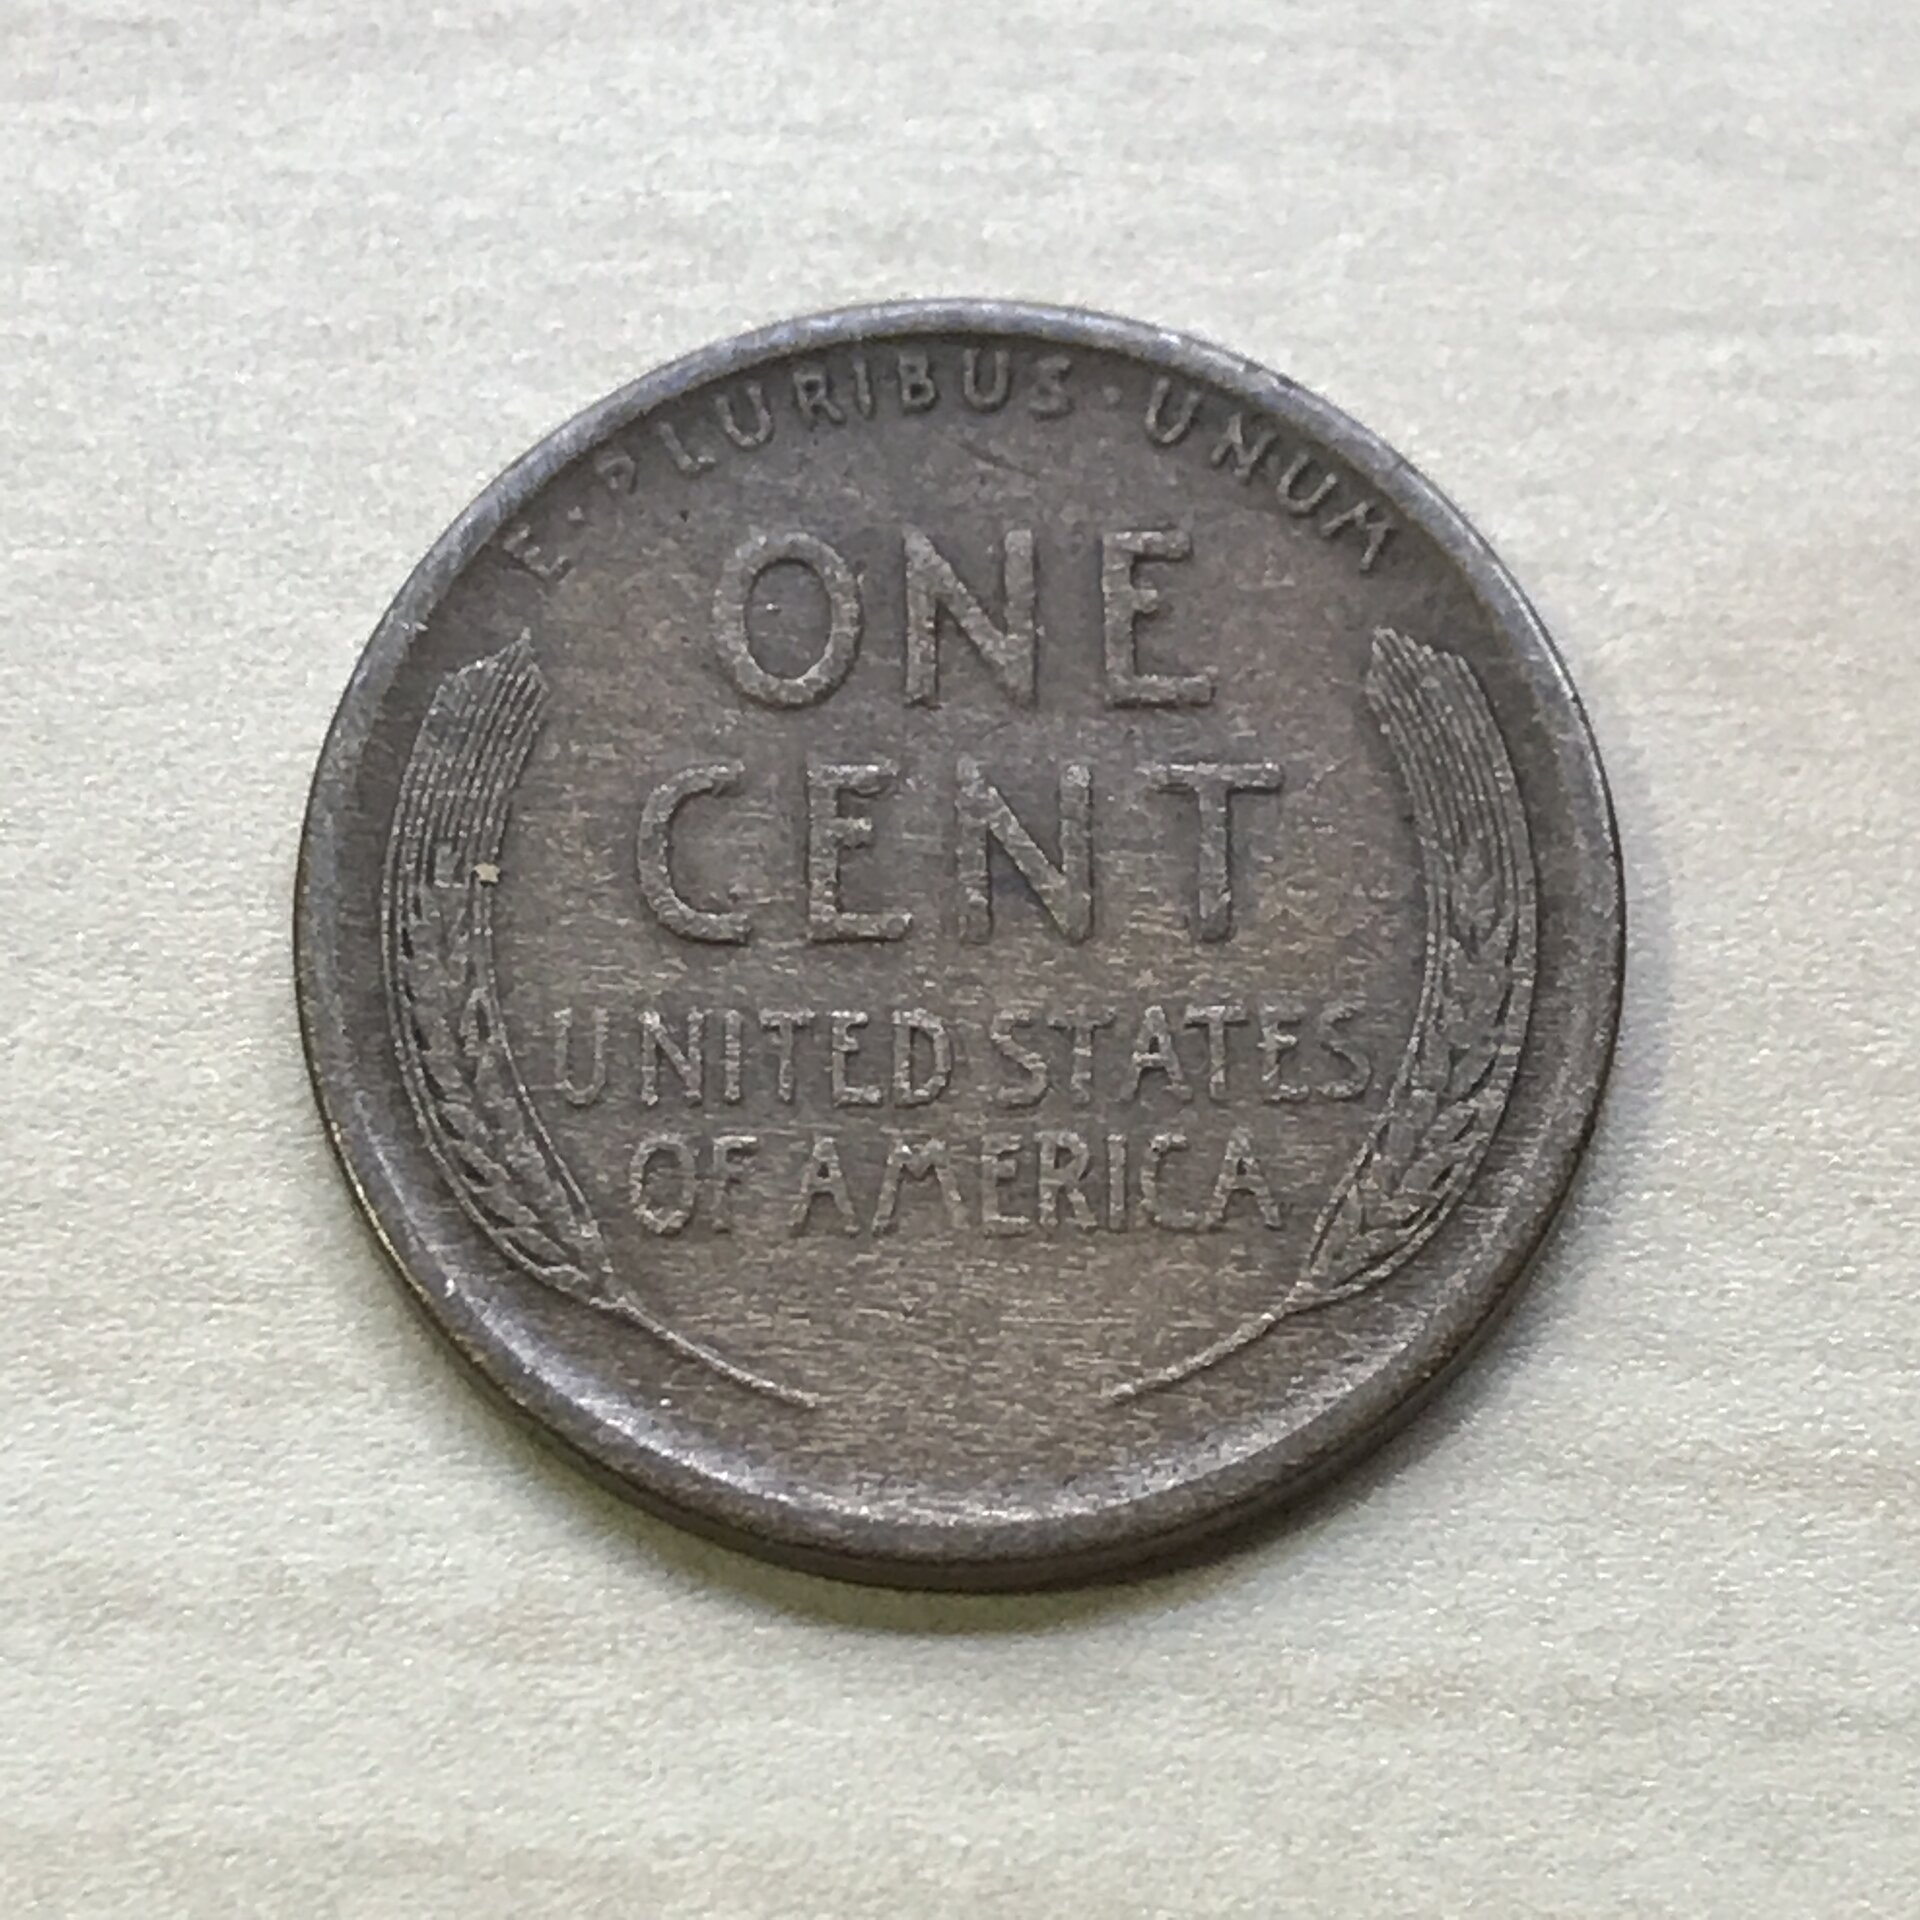 E·PLURIBUS·UNUM
ONE
CENT
UNITED STATES
OF AMERICA